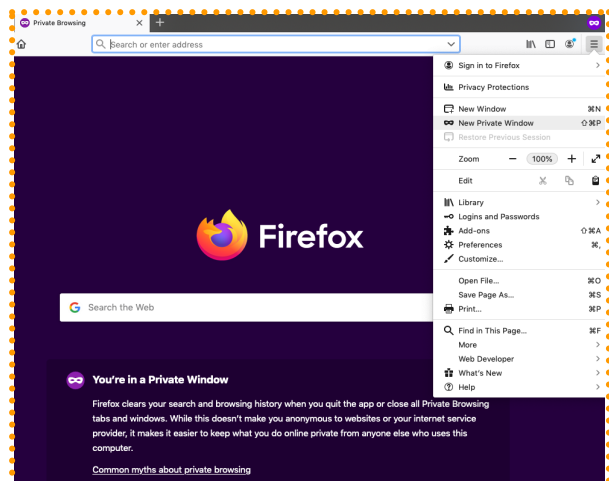 Private Browsing
Search or enter address
Sign in to Firefox
Privacy Protections
New Window ⌘N
New Private Window ⇧⌘P
Restore Previous Session
Zoom − 100% +
Edit
Library
Logins and Passwords
Add-ons ⇧⌘A
Preferences ⌘,
Customize...
Open File... ⌘O
Save Page As... ⌘S
Print... ⌘P
Find in This Page... ⌘F
More
Web Developer
What's New
Help
Firefox
Search the Web
You're in a Private Window
Firefox clears your search and browsing history when you quit the app or close all Private Browsing
tabs and windows. While this doesn't make you anonymous to websites or your internet service
provider, it makes it easier to keep what you do online private from anyone else who uses this
computer.
Common myths about private browsing